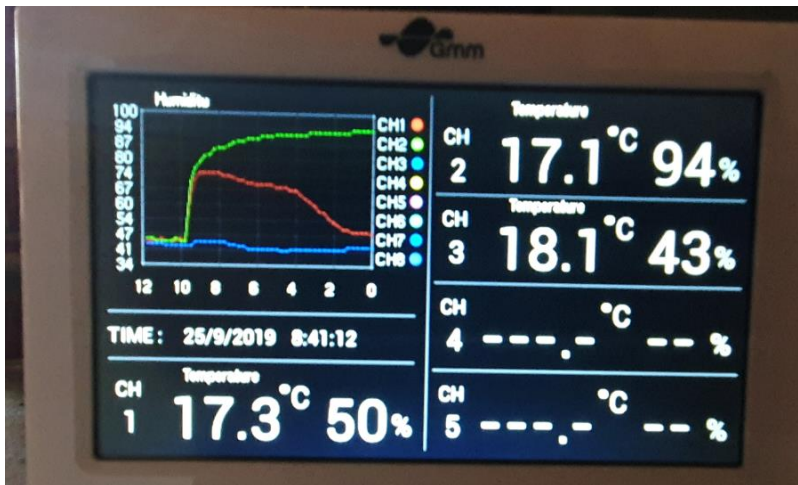 Gmm
Humidite
100
94
87
80
74
67
60
54
47
41
34
CH1
CH2
CH3
CH4
CH5
CH6
CH7
CH8
12 10 8 6 4 2 0
TIME: 25/9/2019 8:41:12
Temperature
CH 1 17.3°C 50%
Temperature
CH 2 17.1°C 94%
Temperature
CH 3 18.1°C 43%
CH 4 ---.- °C -- %
CH 5 ---.- °C -- %